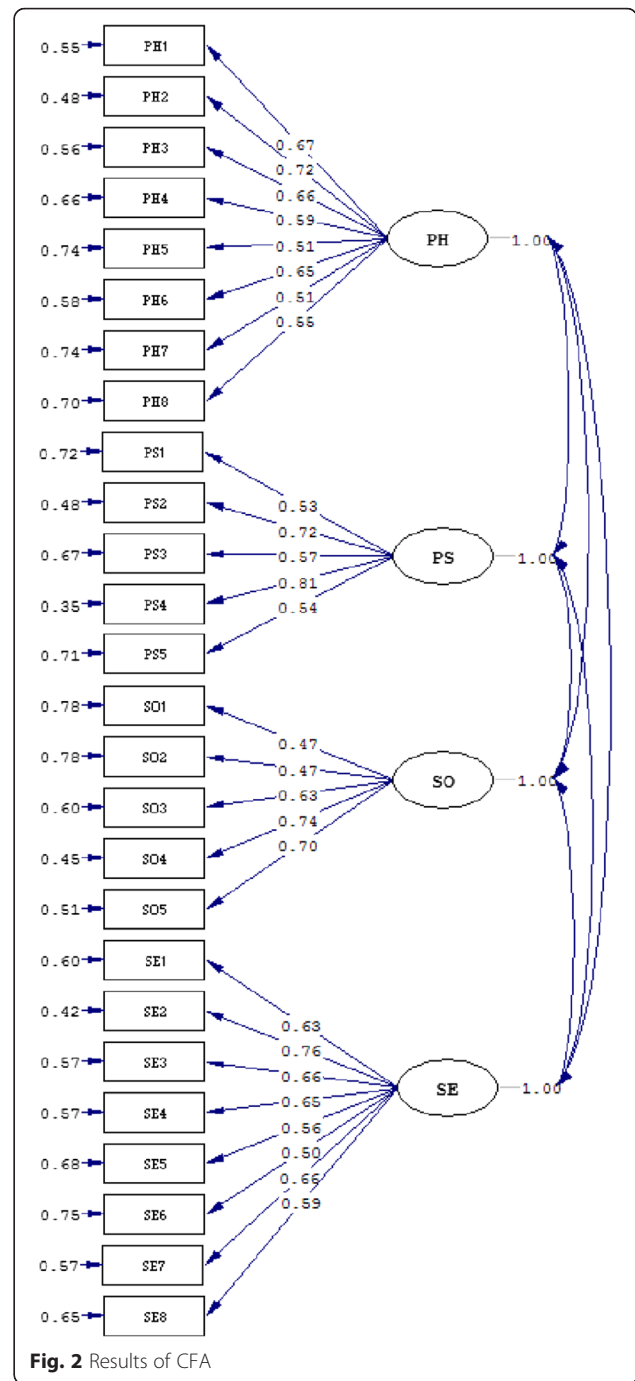 0.55 PH1
0.48 PH2
0.56 PH3
0.66 PH4
0.74 PH5
0.58 PH6
0.74 PH7
0.70 PH8
0.67
0.72
0.66
0.59
0.51
0.65
0.51
0.55
PH 1.00
0.72 PS1
0.48 PS2
0.67 PS3
0.35 PS4
0.71 PS5
0.53
0.72
0.57
0.81
0.54
PS 1.00
0.78 SO1
0.78 SO2
0.60 SO3
0.45 SO4
0.51 SO5
0.47
0.47
0.63
0.74
0.70
SO 1.00
0.60 SE1
0.42 SE2
0.57 SE3
0.57 SE4
0.68 SE5
0.75 SE6
0.57 SE7
0.65 SE8
0.63
0.76
0.66
0.65
0.56
0.50
0.66
0.59
SE 1.00
Fig. 2 Results of CFA